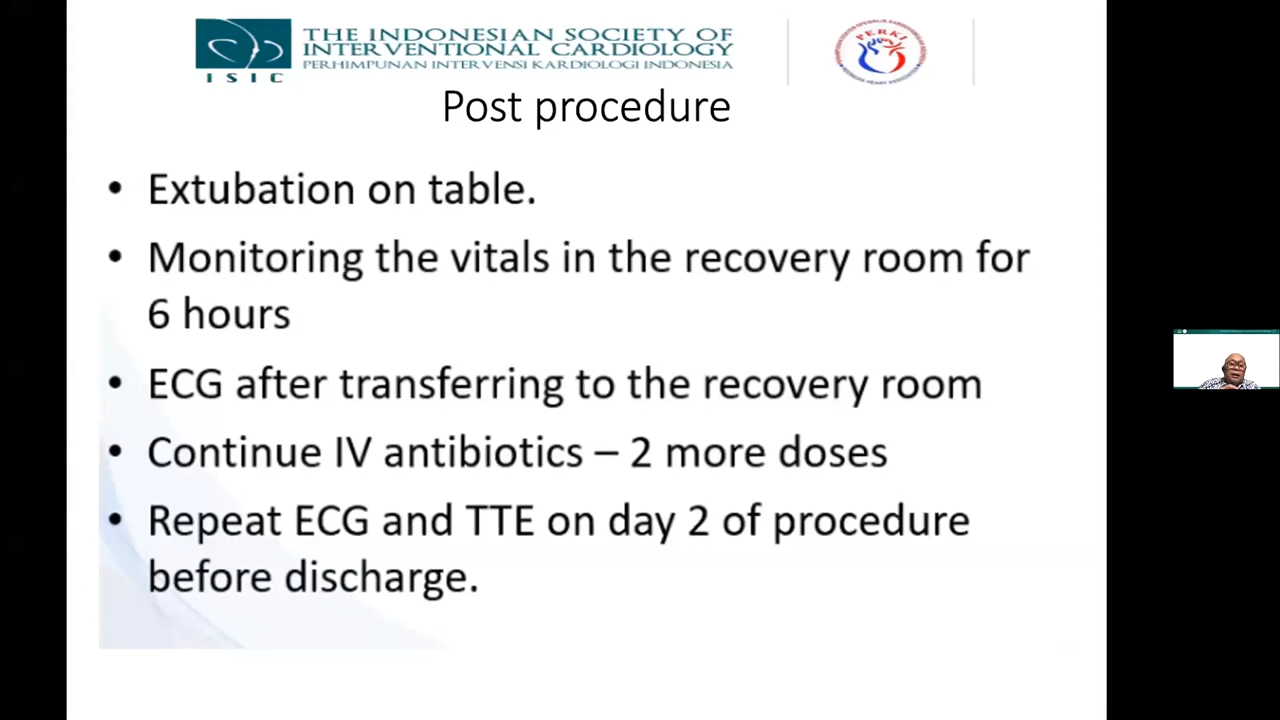 THE INDONESIAN SOCIETY OF
INTERVENTIONAL CARDIOLOGY
PERHIMPUNAN INTERVENSI KARDIOLOGI INDONESIA
ISIC
PERKI
Post procedure
• Extubation on table.
• Monitoring the vitals in the recovery room for
6 hours
• ECG after transferring to the recovery room
• Continue IV antibiotics – 2 more doses
• Repeat ECG and TTE on day 2 of procedure
before discharge.